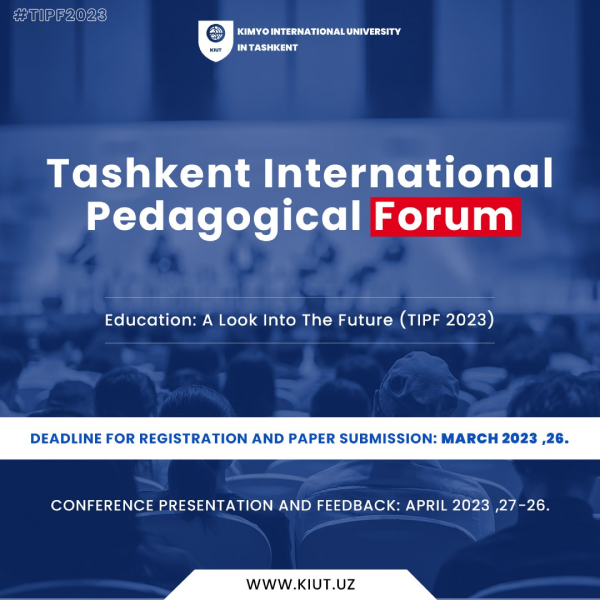 #TIPF2023
KIMYO INTERNATIONAL UNIVERSITY
IN TASHKENT
KIUT
Tashkent International
Pedagogical Forum
Education: A Look Into The Future (TIPF 2023)
DEADLINE FOR REGISTRATION AND PAPER SUBMISSION: MARCH 2023 ,26.
CONFERENCE PRESENTATION AND FEEDBACK: APRIL 2023 ,27-26.
WWW.KIUT.UZ